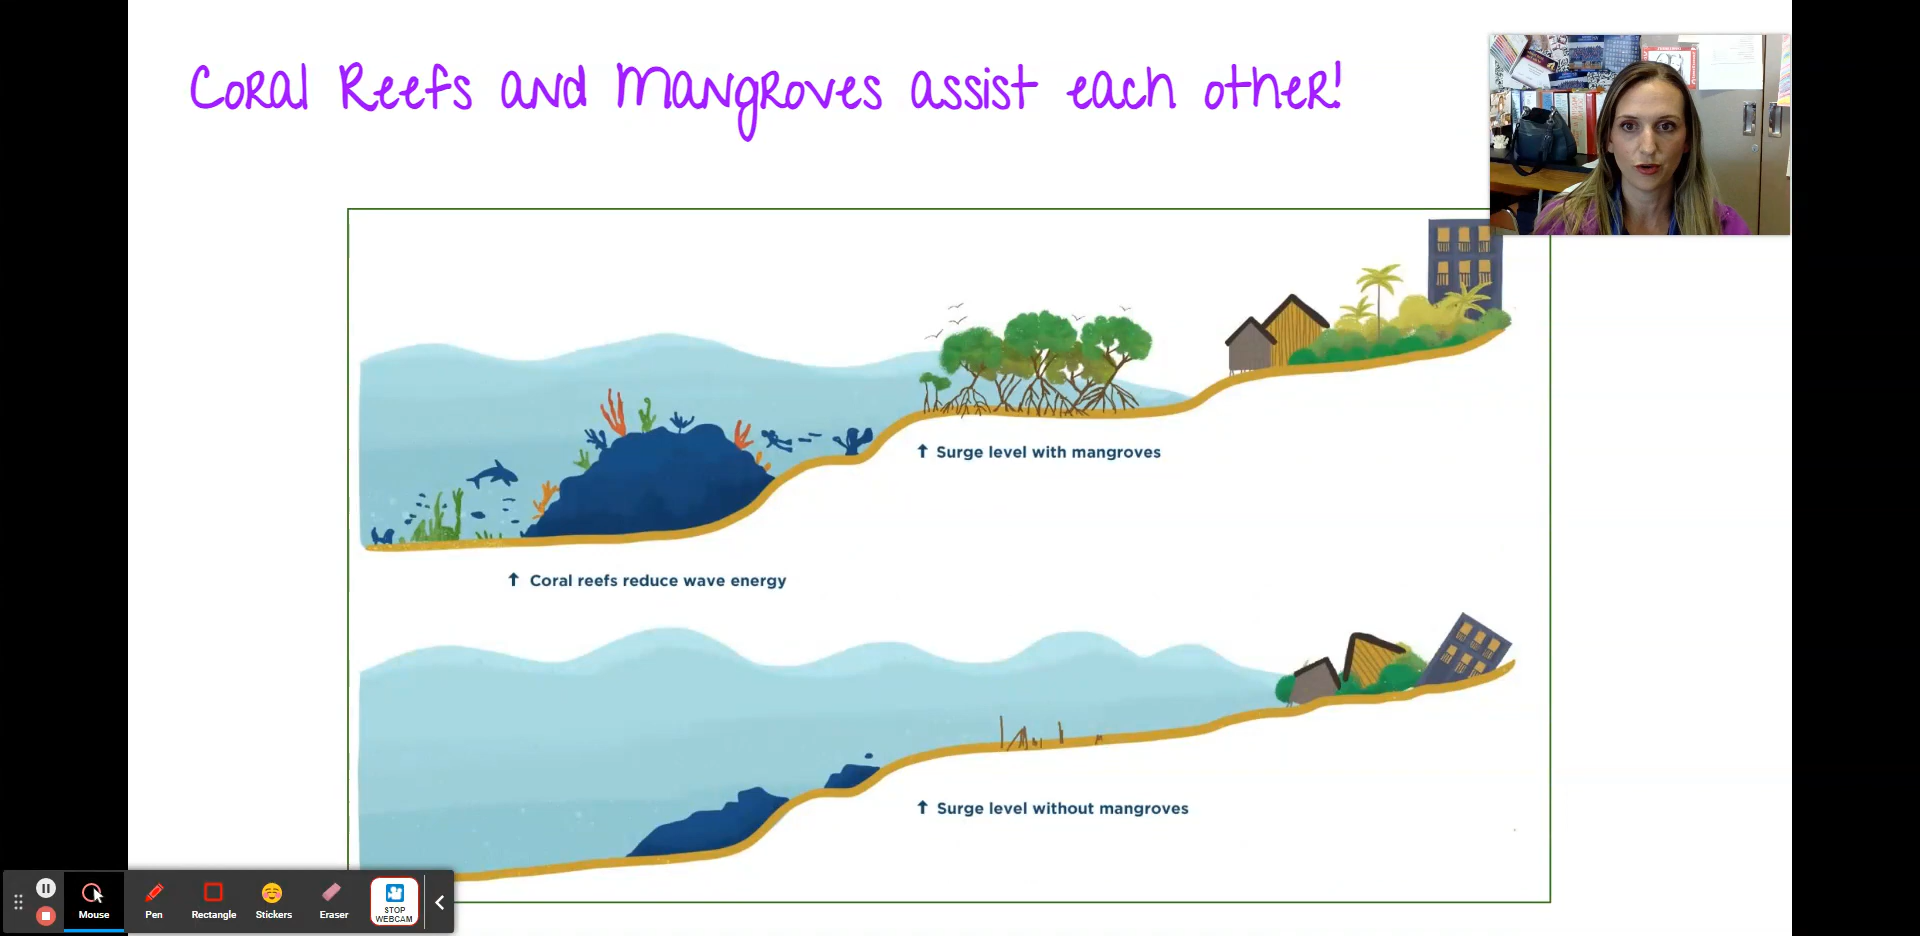 Coral Reefs and Mangroves assist each other!
Surge level with mangroves
Coral reefs reduce wave energy
Surge level without mangroves
Mouse
Pen
Rectangle
Stickers
Eraser
STOP
WEBCAM